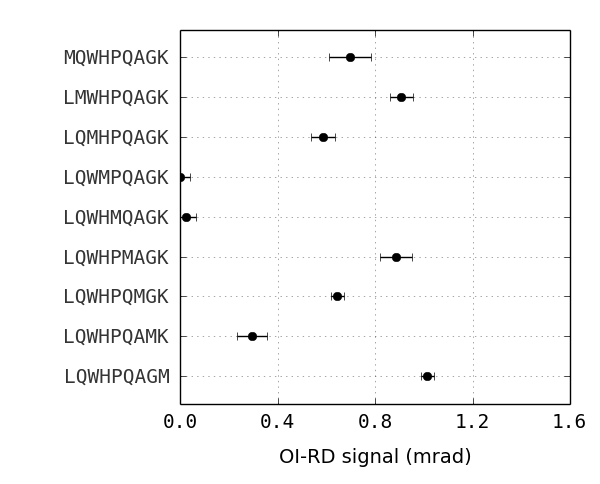 MQWHPQAGK
LMWHPQAGK
LQMHPQAGK
LQWMPQAGK
LQWHMQAGK
LQWHPMAGK
LQWHPQMGK
LQWHPQAMK
LQWHPQAGM
0.0 0.4 0.8 1.2 1.6
OI-RD signal (mrad)